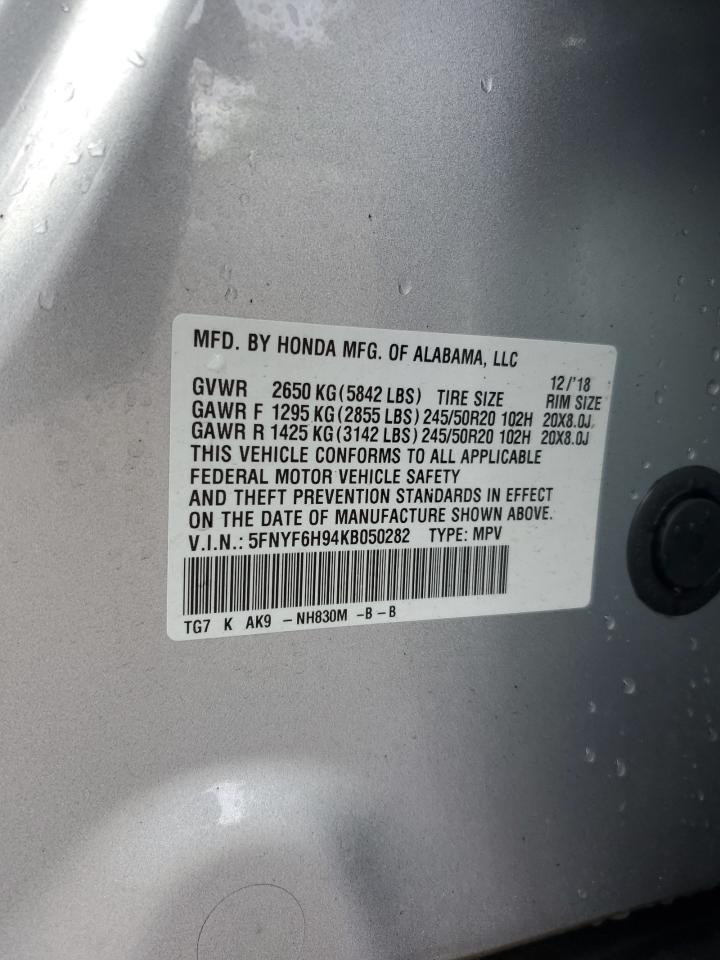 MFD. BY HONDA MFG. OF ALABAMA, LLC
12/'18
GVWR 2650 KG(5842 LBS) TIRE SIZE RIM SIZE
GAWR F 1295 KG(2855 LBS) 245/50R20 102H 20X8.0J
GAWR R 1425 KG(3142 LBS) 245/50R20 102H 20X8.0J
THIS VEHICLE CONFORMS TO ALL APPLICABLE
FEDERAL MOTOR VEHICLE SAFETY
AND THEFT PREVENTION STANDARDS IN EFFECT
ON THE DATE OF MANUFACTURE SHOWN ABOVE.
V.I.N.: 5FNYF6H94KB050282 TYPE: MPV
TG7 K AK9 -NH830M -B-B